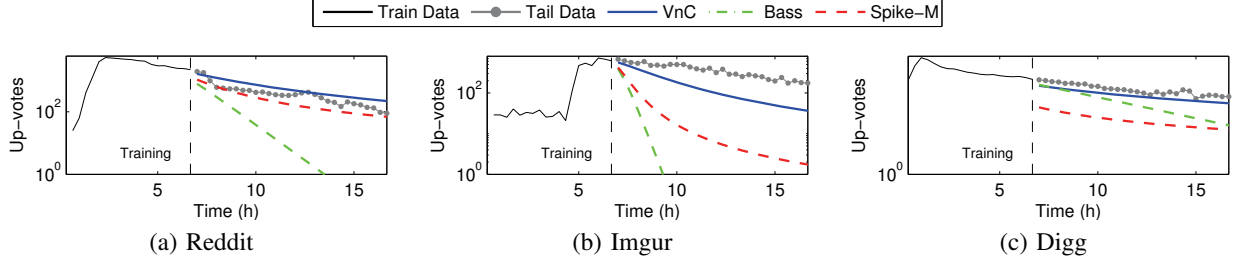 Train Data Tail Data VnC Bass Spike−M
Up−votes
10^2
10^0
Training
5 10 15
Time (h)
(a) Reddit
Up−votes
10^2
10^0
Training
5 10 15
Time (h)
(b) Imgur
Up−votes
10^0
Training
5 10 15
Time (h)
(c) Digg